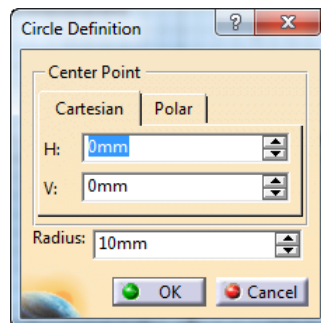 Circle Definition ? X
Center Point
Cartesian Polar
H: 0mm
V: 0mm
Radius: 10mm
OK Cancel